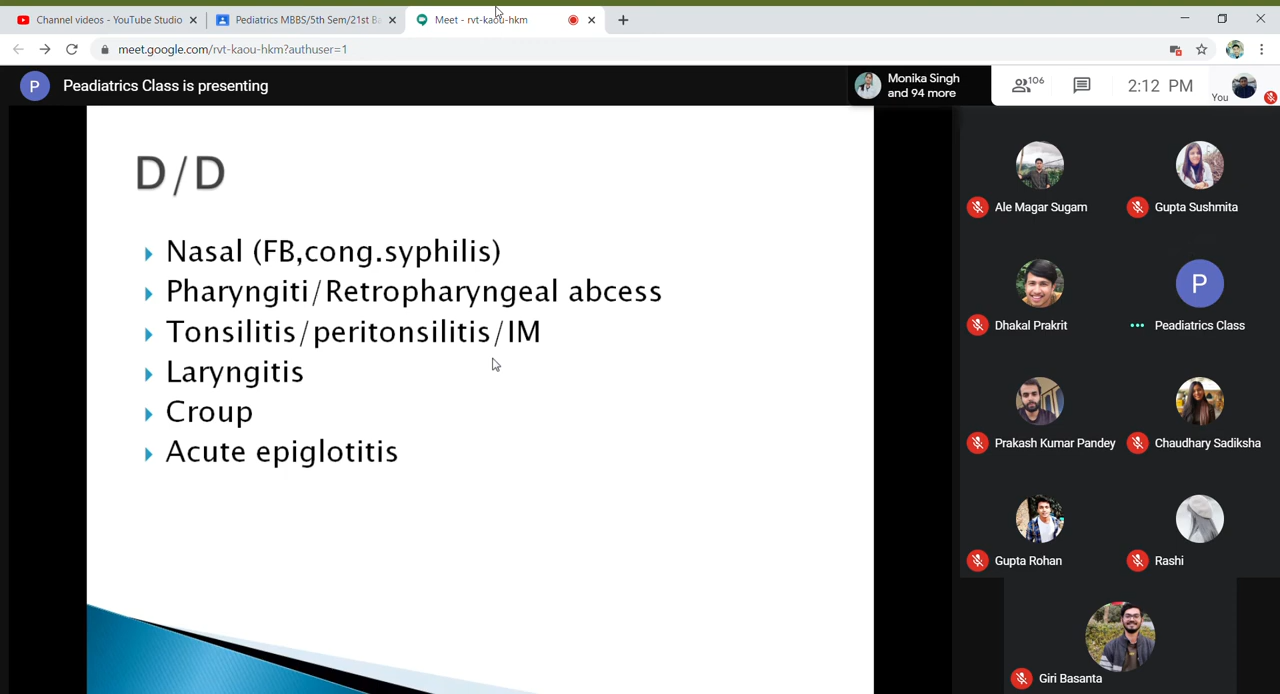 Channel videos - YouTube Studio
Pediatrics MBBS/5th Sem/21st Ba
Meet - rvt-kaou-hkm
meet.google.com/rvt-kaou-hkm?authuser=1
P
Peadiatrics Class is presenting
Monika Singh
and 94 more
106
2:12 PM
You
D/D
Nasal (FB,cong.syphilis)
Pharyngiti/Retropharyngeal abcess
Tonsilitis/peritonsilitis/IM
Laryngitis
Croup
Acute epiglotitis
Ale Magar Sugam
Gupta Sushmita
P
Dhakal Prakrit
Peadiatrics Class
Prakash Kumar Pandey
Chaudhary Sadiksha
Gupta Rohan
Rashi
Giri Basanta